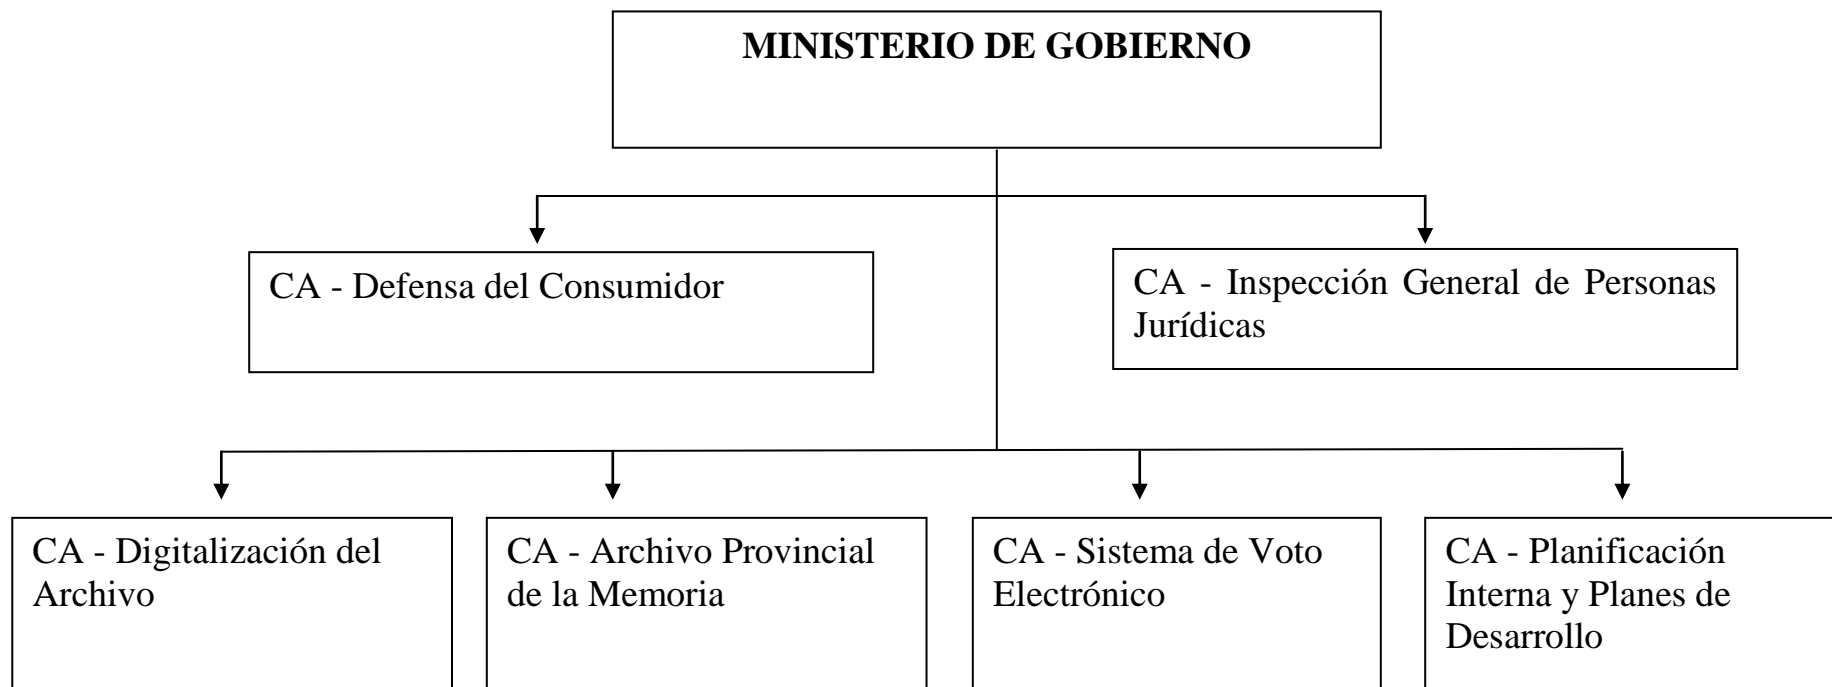 MINISTERIO DE GOBIERNO
CA - Defensa del Consumidor
CA - Inspección General de Personas
Jurídicas
CA - Digitalización del
Archivo
CA - Archivo Provincial
de la Memoria
CA - Sistema de Voto
Electrónico
CA - Planificación
Interna y Planes de
Desarrollo